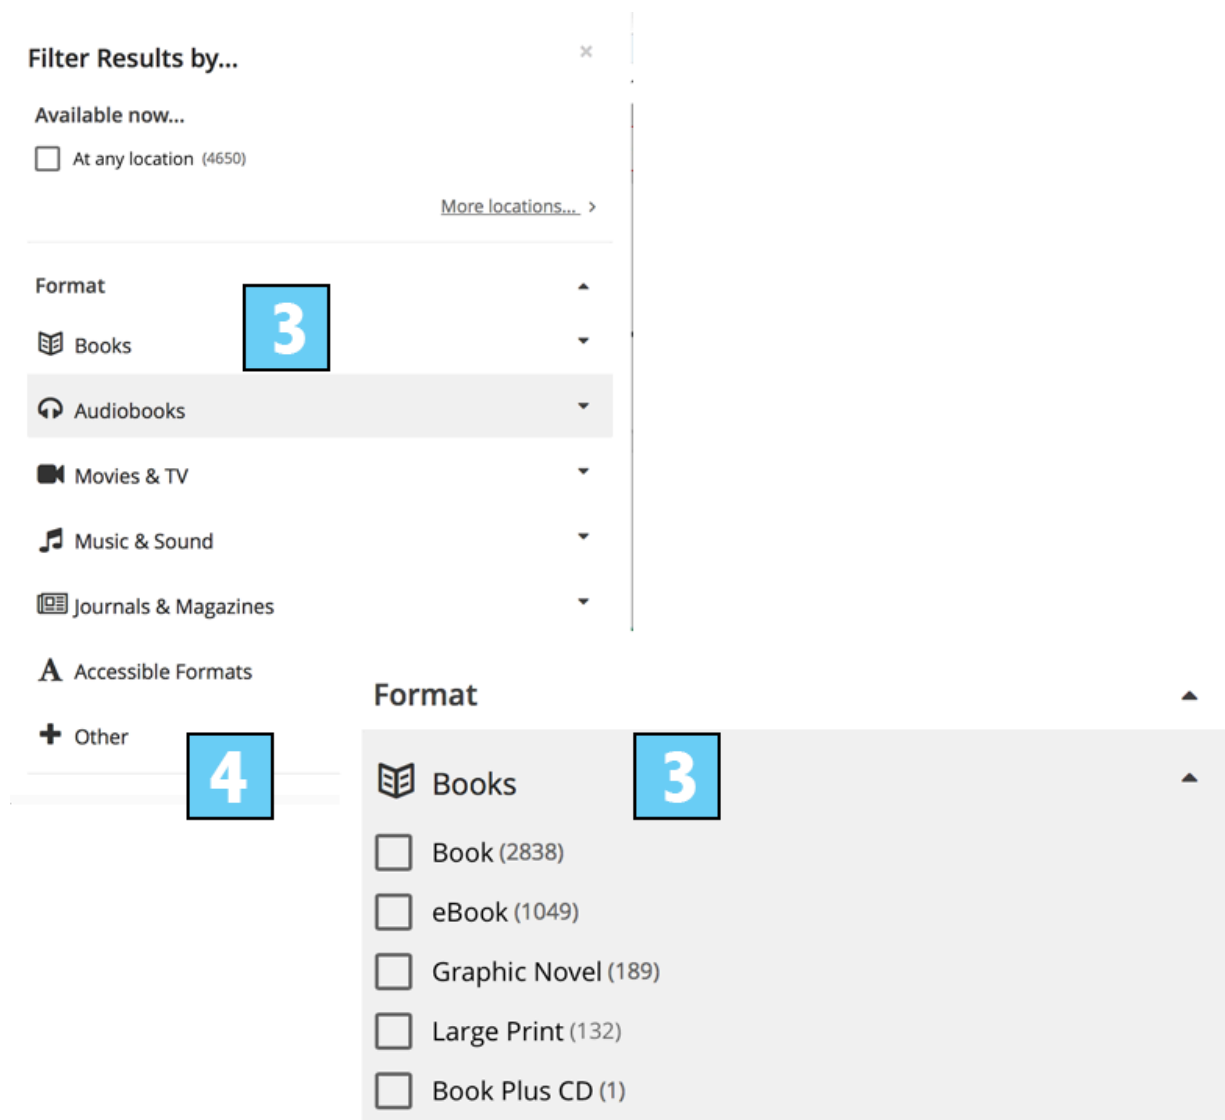 Filter Results by...
×
Available now...
At any location (4650)
More locations... >
Format
3
Books
Audiobooks
Movies & TV
Music & Sound
Journals & Magazines
A Accessible Formats
Other
4
Format
Books
3
Book (2838)
eBook (1049)
Graphic Novel (189)
Large Print (132)
Book Plus CD (1)